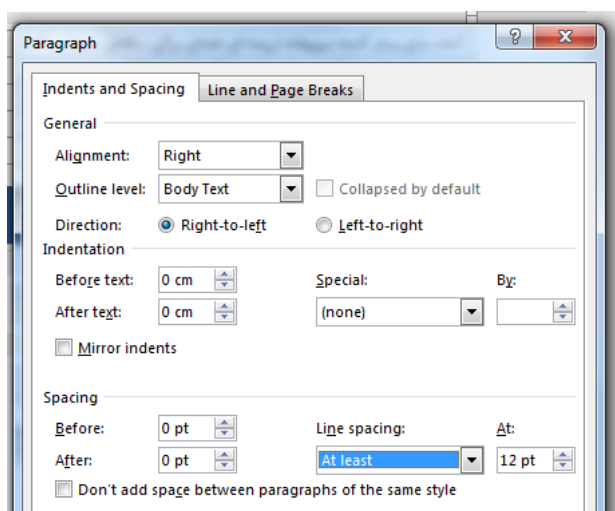 Paragraph
?
Indents and Spacing
Line and Page Breaks
General
Alignment: Right
Outline level: Body Text Collapsed by default
Direction: Right-to-left Left-to-right
Indentation
Before text: 0 cm Special: By:
After text: 0 cm (none)
Mirror indents
Spacing
Before: 0 pt Line spacing: At:
After: 0 pt At least 12 pt
Don't add space between paragraphs of the same style